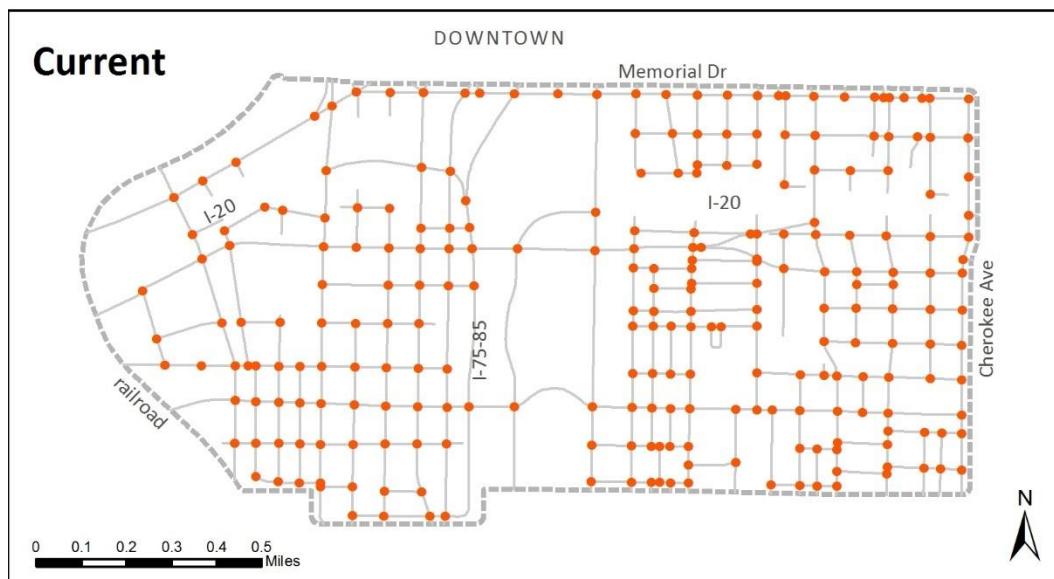 DOWNTOWN
Current
Memorial Dr
I-20
I-20
I-75-85
Cherokee Ave
railroad
N
0 0.1 0.2 0.3 0.4 0.5
Miles